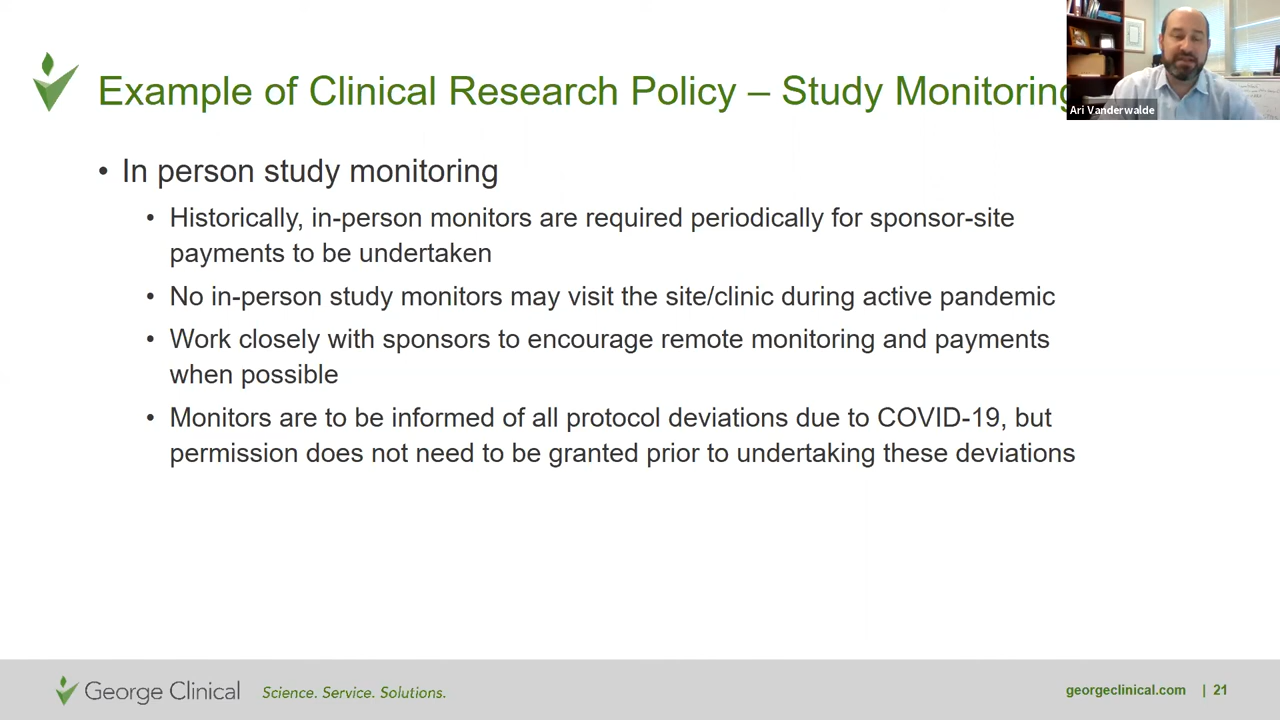 Example of Clinical Research Policy – Study Monitoring
Ari Vanderwalde
• In person study monitoring
• Historically, in-person monitors are required periodically for sponsor-site
payments to be undertaken
• No in-person study monitors may visit the site/clinic during active pandemic
• Work closely with sponsors to encourage remote monitoring and payments
when possible
• Monitors are to be informed of all protocol deviations due to COVID-19, but
permission does not need to be granted prior to undertaking these deviations
George Clinical Science. Service. Solutions.
georgeclinical.com | 21